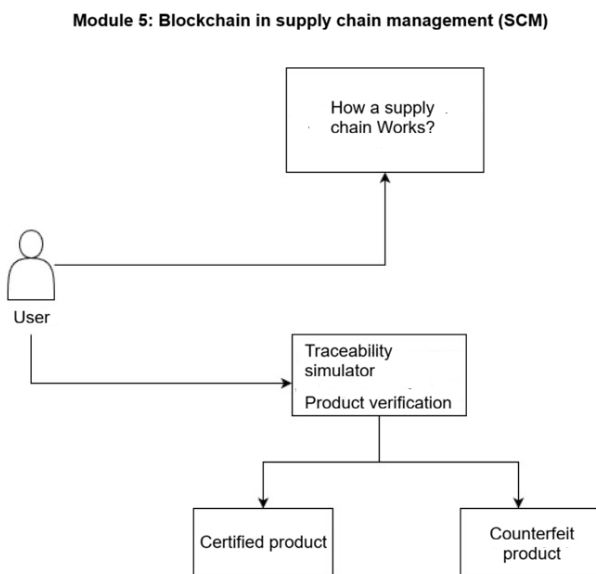 Module 5: Blockchain in supply chain management (SCM)
How a supply
chain Works?
User
Traceability
simulator
Product verification
Certified product
Counterfeit
product